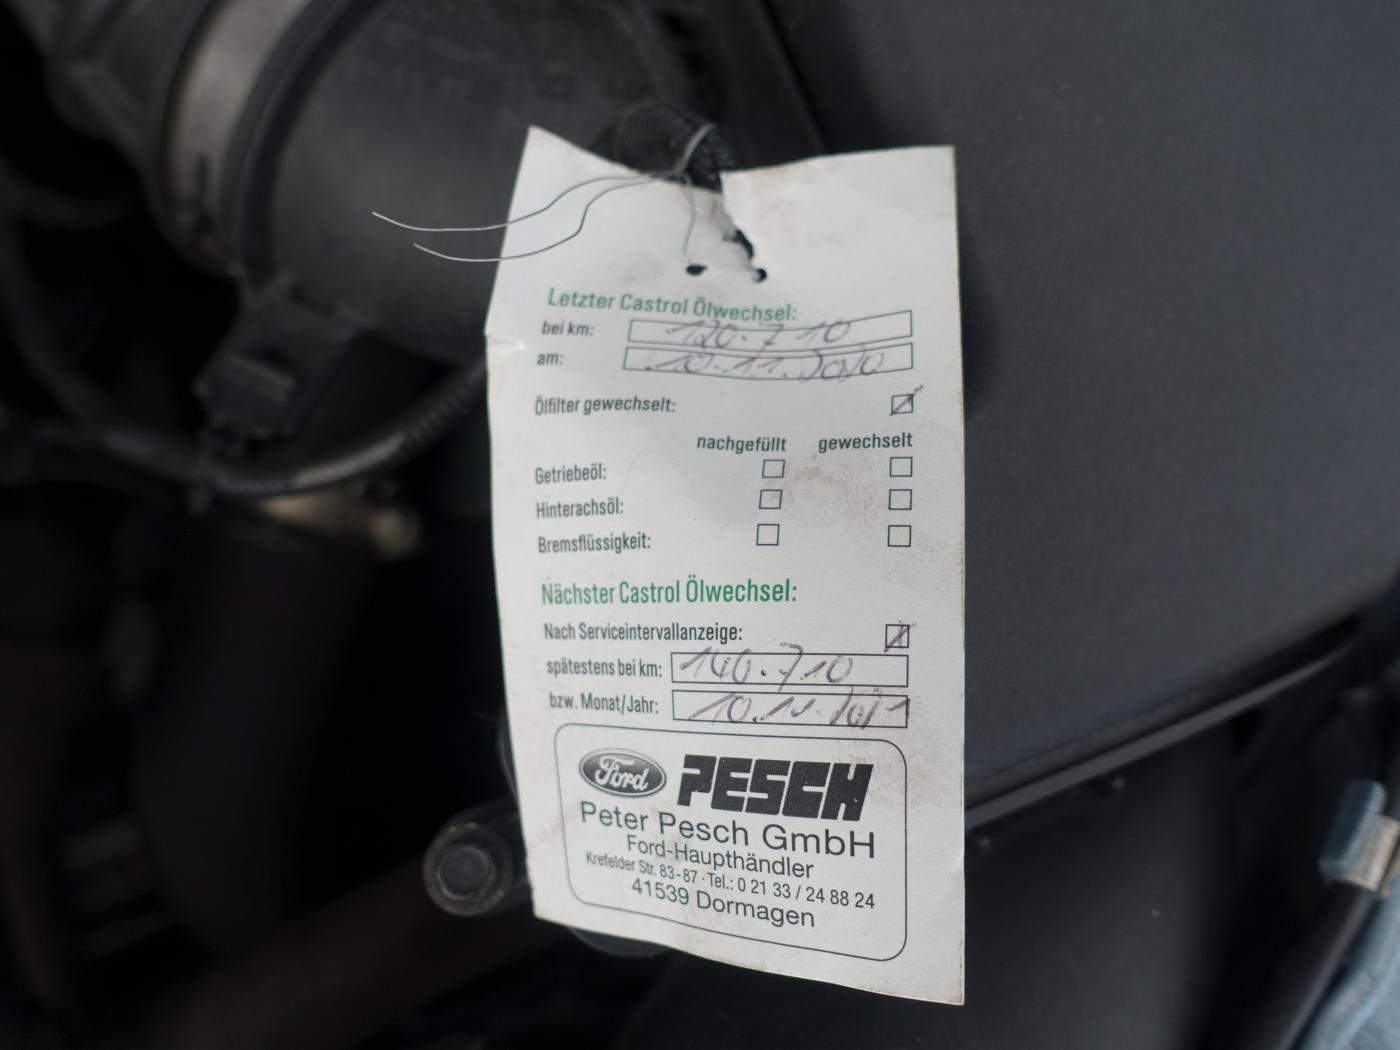 Letzter Castrol Ölwechsel:
bei km: 120.710
am: 10.11.2020
Ölfilter gewechselt:
nachgefüllt gewechselt
Getriebeöl:
Hinterachsöl:
Bremsflüssigkeit:
Nächster Castrol Ölwechsel:
Nach Serviceintervallanzeige:
spätestens bei km: 140.710
bzw. Monat/Jahr: 10.11.2021
Ford PESCH
Peter Pesch GmbH
Ford-Haupthändler
Krefelder Str. 83-87 · Tel.: 0 21 33 / 24 88 24
41539 Dormagen